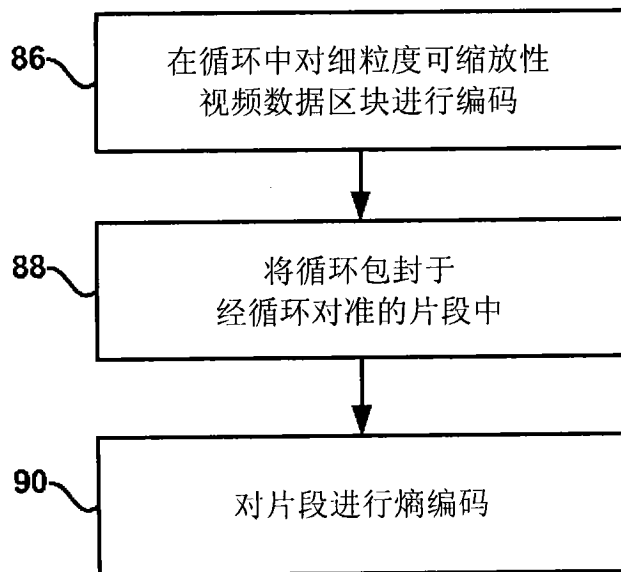 86
在循环中对细粒度可缩放性
视频数据区块进行编码
88
将循环包封于
经循环对准的片段中
90
对片段进行熵编码